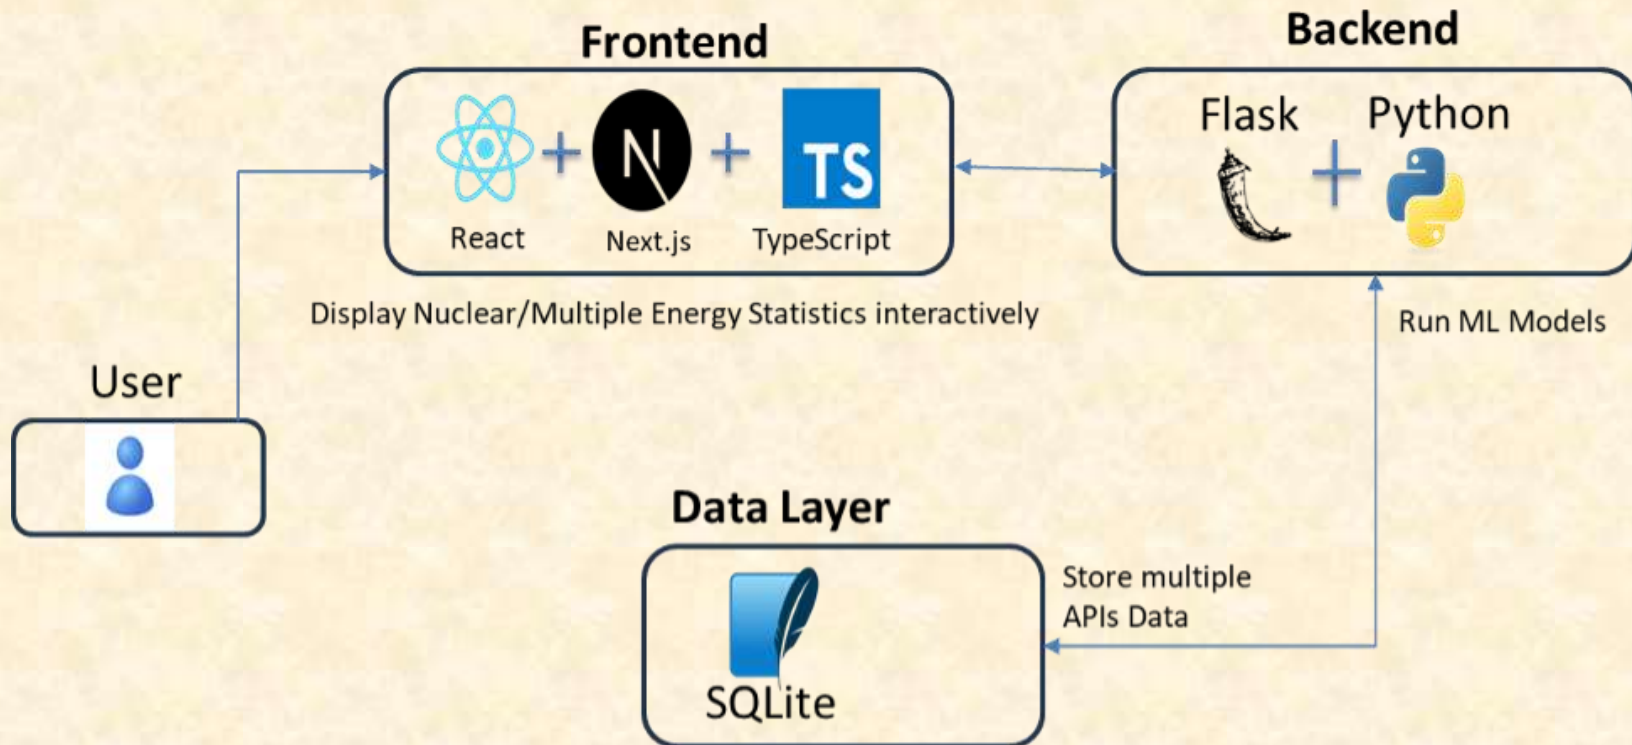 Frontend
Backend
TS
React
Next.js
TypeScript
Flask
Python
Display Nuclear/Multiple Energy Statistics interactively
Run ML Models
User
Data Layer
SQLite
Store multiple
APIs Data